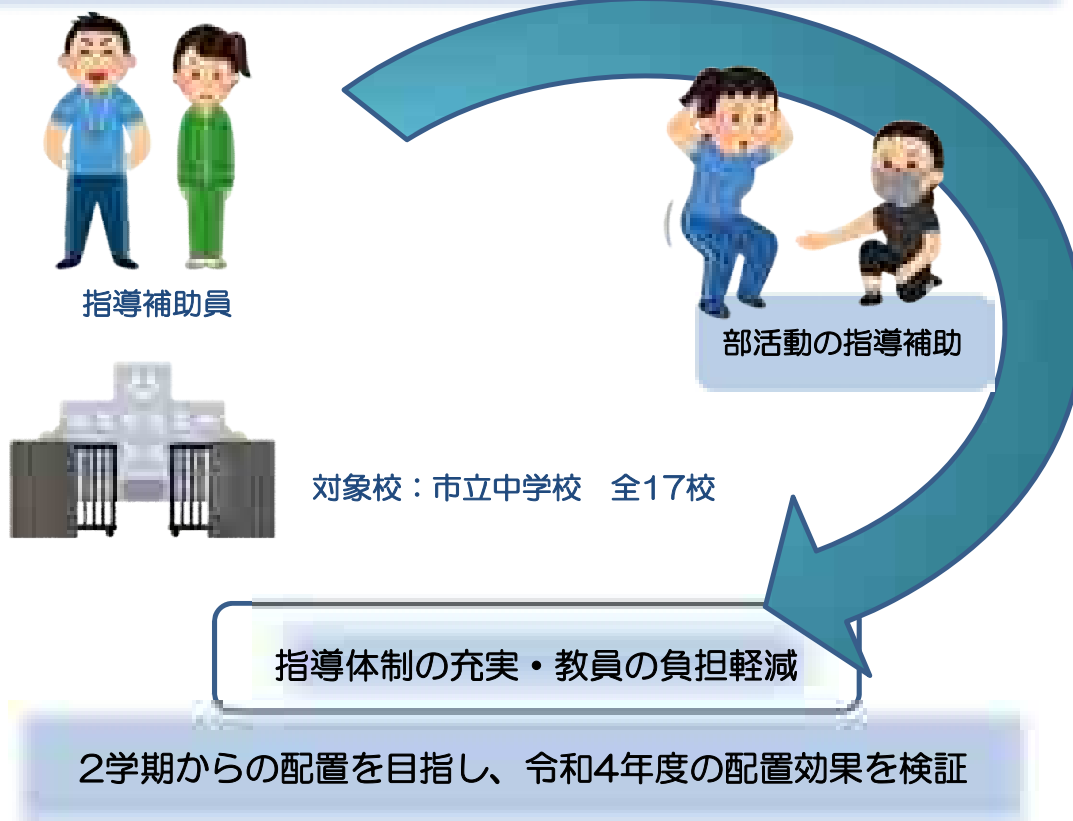 指導補助員
部活動の指導補助
対象校：市立中学校　全17校
指導体制の充実・教員の負担軽減
2学期からの配置を目指し、令和4年度の配置効果を検証